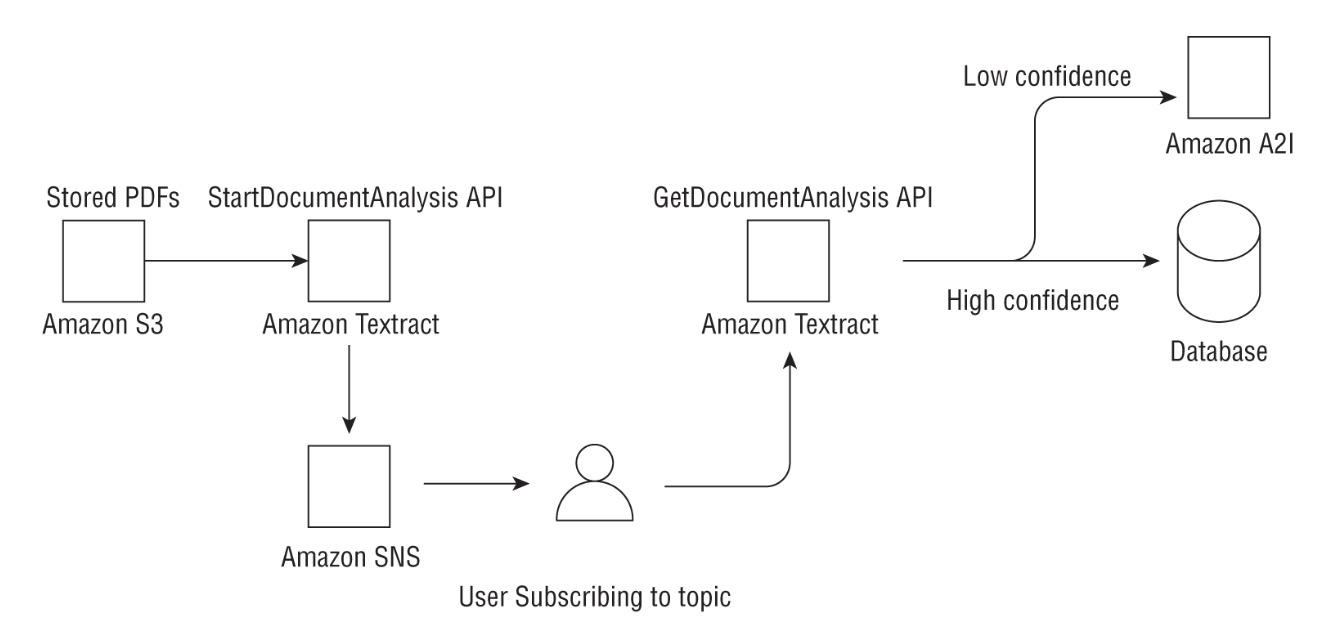 Low confidence
Amazon A2I
Stored PDFs
StartDocumentAnalysis API
GetDocumentAnalysis API
Amazon S3
Amazon Textract
Amazon Textract
High confidence
Database
Amazon SNS
User Subscribing to topic